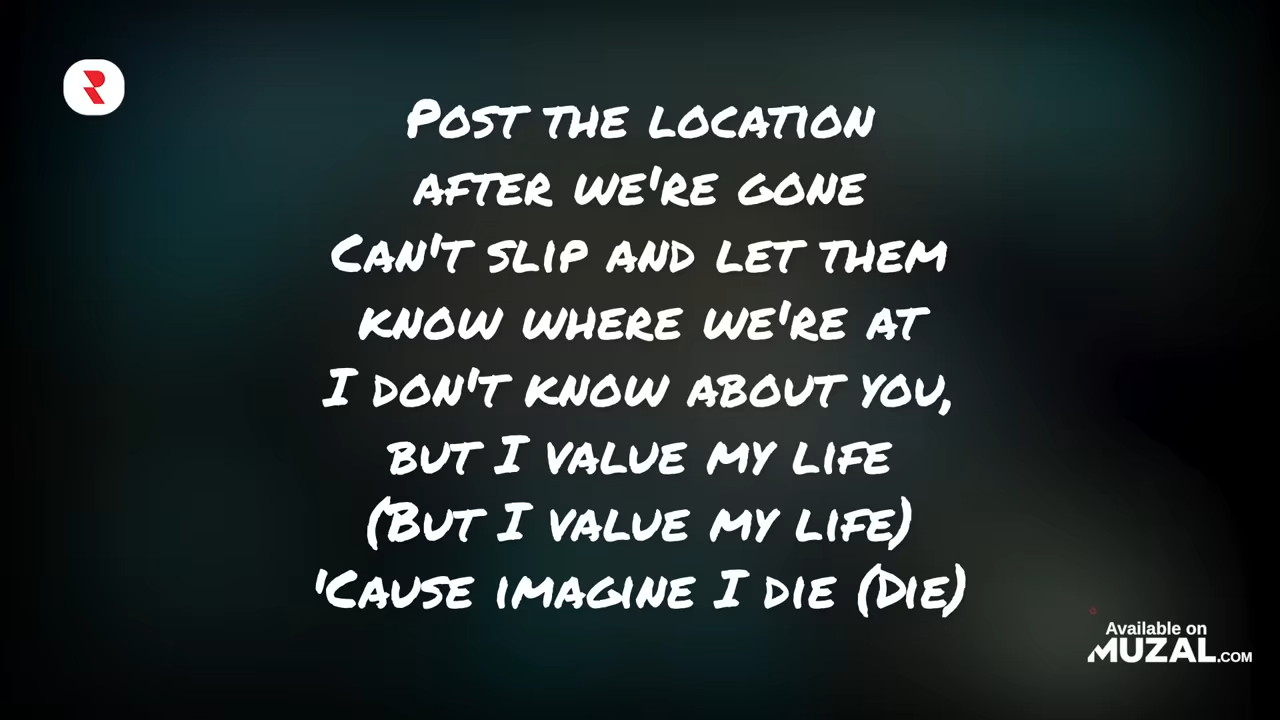 Post the location
after we're gone
Can't slip and let them
know where we're at
I don't know about you,
but I value my life
(But I value my life)
'Cause imagine I die (Die)
Available on
MUZAL.COM